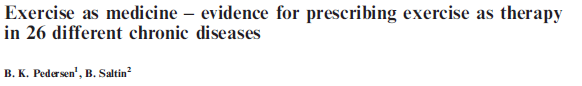 Exercise as medicine – evidence for prescribing exercise as therapy
in 26 different chronic diseases
B. K. Pedersen¹, B. Saltin²